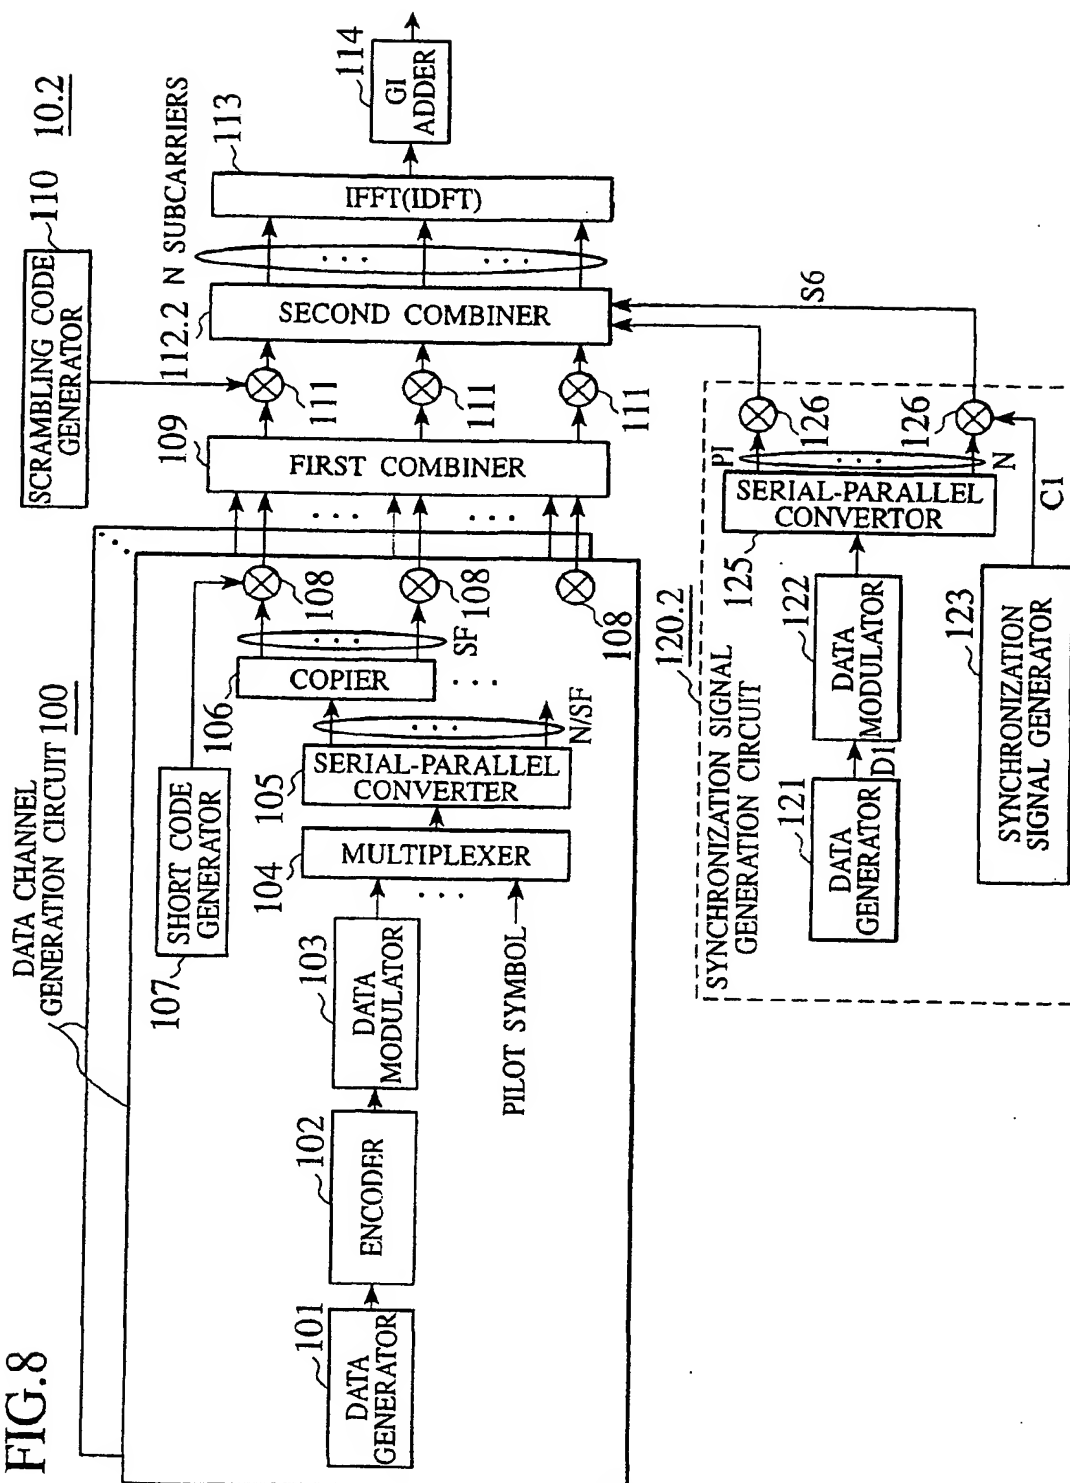 FIG.8
10.2
DATA CHANNEL
GENERATION CIRCUIT 100
101
DATA
GENERATOR
102
ENCODER
103
DATA
MODULATOR
PILOT SYMBOL
104
MULTIPLEXER
. . .
105
SERIAL-PARALLEL
CONVERTER
. . .
N/SF
106
COPIER
. . .
. . .
SF
107
SHORT CODE
GENERATOR
108
108
108
. . .
109
FIRST COMBINER
. . .
. . .
SCRAMBLING CODE
GENERATOR
110
111
111
111
112.2
SECOND COMBINER
N SUBCARRIERS
. . .
. . .
113
IFFT(IDFT)
114
GI
ADDER
S6
120.2
SYNCHRONIZATION SIGNAL
GENERATION CIRCUIT
121
DATA
GENERATOR
D1
122
DATA
MODULATOR
125
SERIAL-PARALLEL
CONVERTOR
P1
. . .
N
126
126
C1
123
SYNCHRONIZATION
SIGNAL GENERATOR